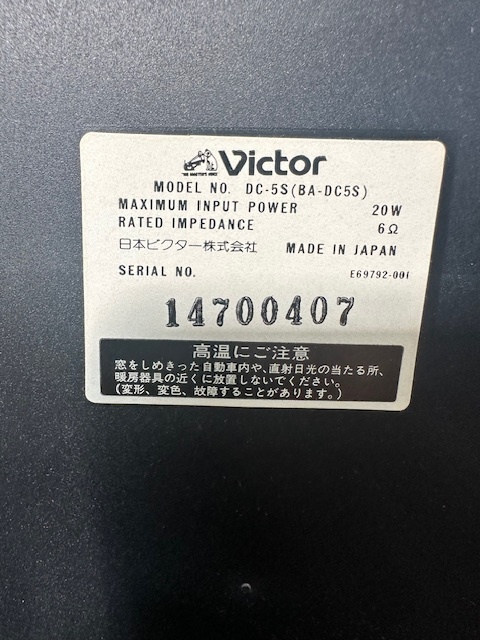 Victor
MODEL NO. DC-5S(BA-DC5S)
MAXIMUM INPUT POWER 20W
RATED IMPEDANCE 6Ω
日本ビクター株式会社 MADE IN JAPAN
SERIAL NO. E69792-001
14700407
高温にご注意
窓をしめきった自動車内や、直射日光の当たる所、
暖房器具の近くに放置しないでください。
(変形、変色、故障することがあります。)